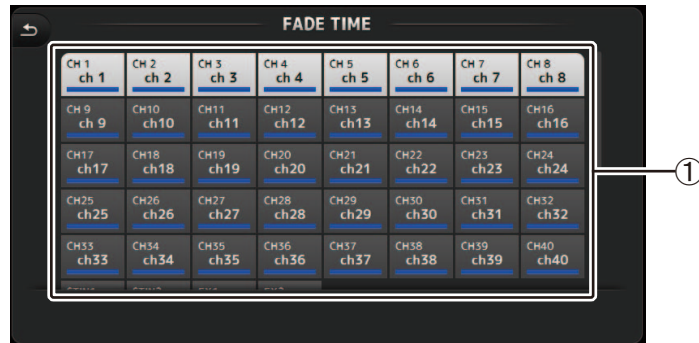 FADE TIME
CH 1 CH 2 CH 3 CH 4 CH 5 CH 6 CH 7 CH 8
ch 1 ch 2 ch 3 ch 4 ch 5 ch 6 ch 7 ch 8
CH 9 CH10 CH11 CH12 CH13 CH14 CH15 CH16
ch 9 ch10 ch11 ch12 ch13 ch14 ch15 ch16
CH17 CH18 CH19 CH20 CH21 CH22 CH23 CH24
ch17 ch18 ch19 ch20 ch21 ch22 ch23 ch24
①
CH25 CH26 CH27 CH28 CH29 CH30 CH31 CH32
ch25 ch26 ch27 ch28 ch29 ch30 ch31 ch32
CH33 CH34 CH35 CH36 CH37 CH38 CH39 CH40
ch33 ch34 ch35 ch36 ch37 ch38 ch39 ch40